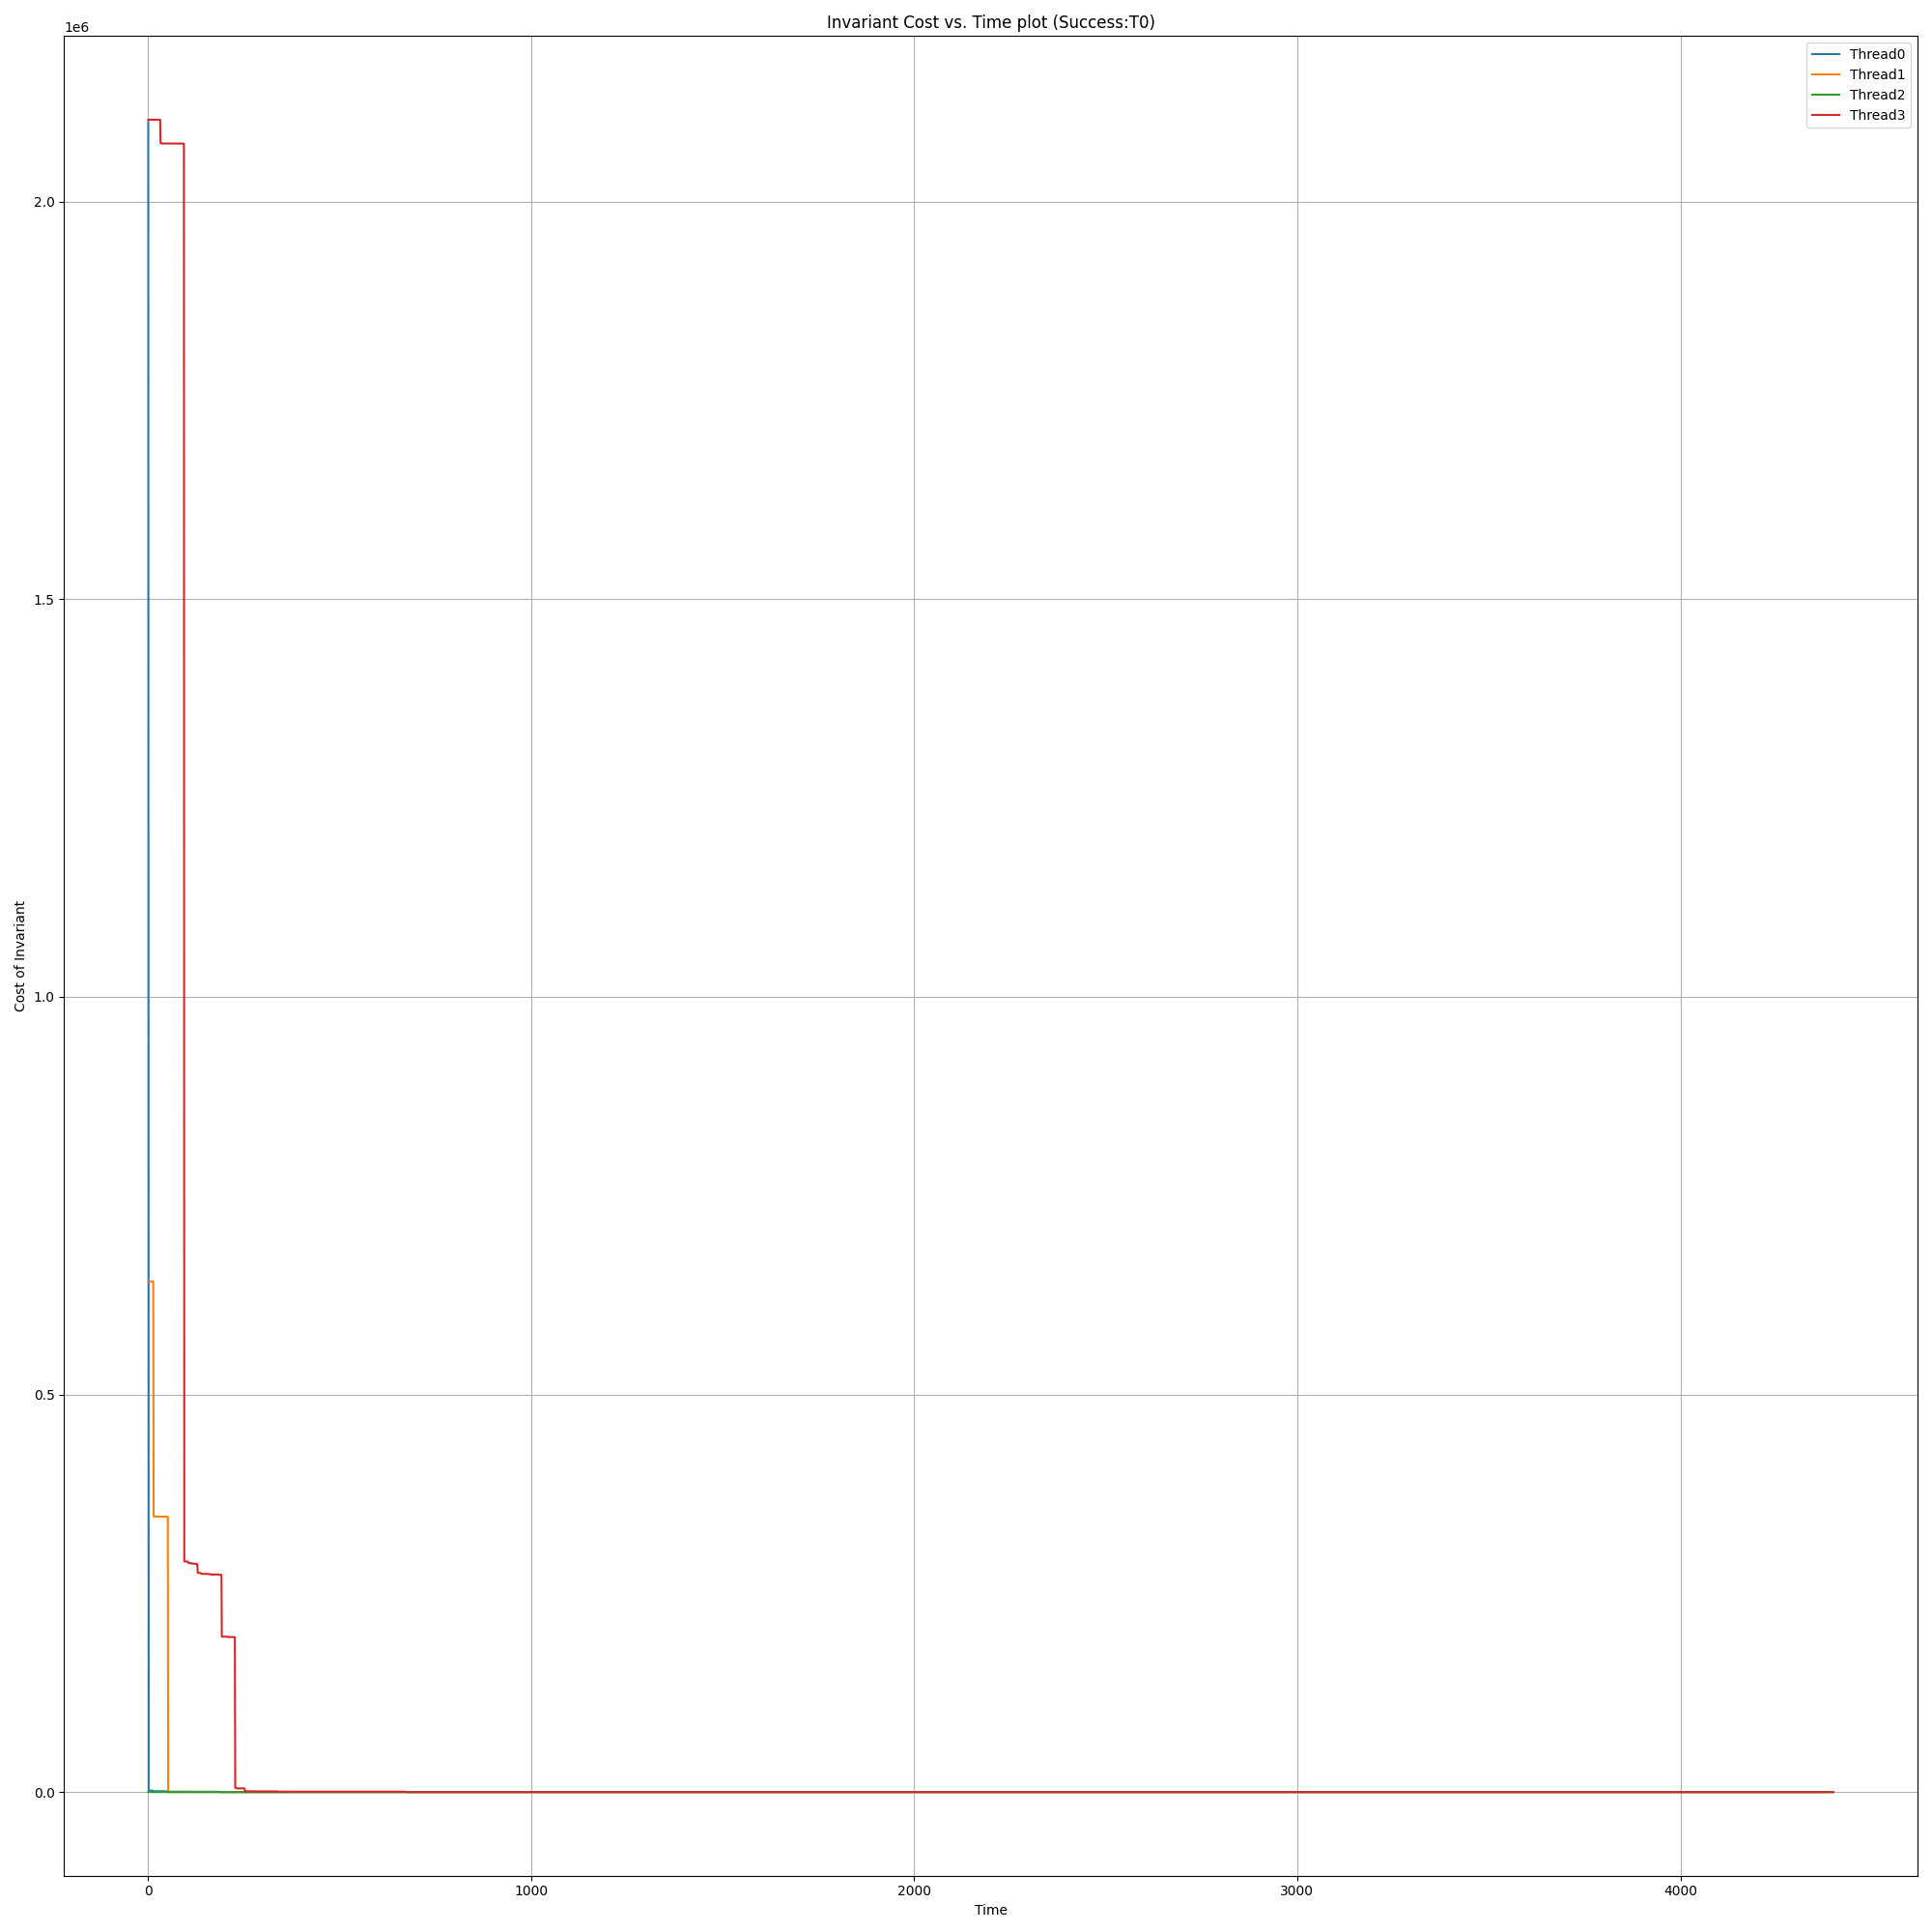 Invariant Cost vs. Time plot (Success:T0)
1e6
Thread0
Thread1
Thread2
Thread3
2.0
1.5
1.0
0.5
0.0
Cost of Invariant
0 1000 2000 3000 4000
Time